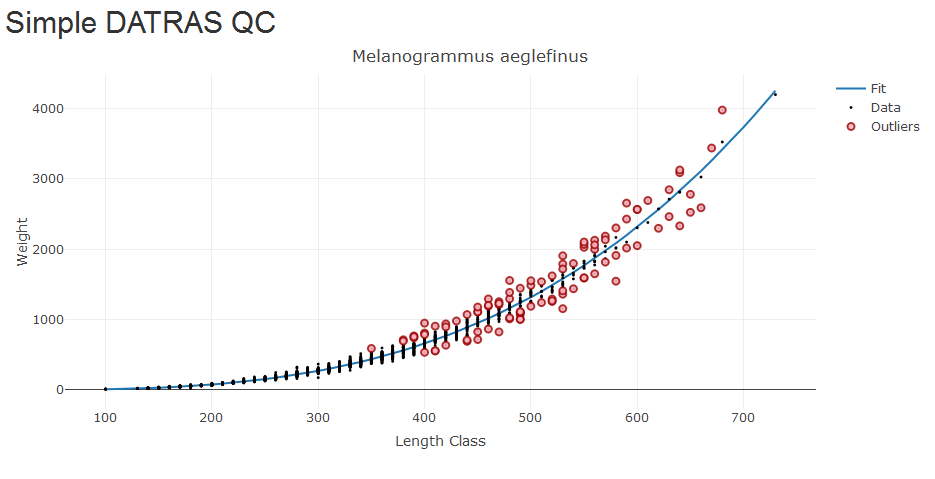 Simple DATRAS QC
Melanogrammus aeglefinus
Fit
Data
Outliers
4000
3000
2000
1000
0
Weight
100 200 300 400 500 600 700
Length Class